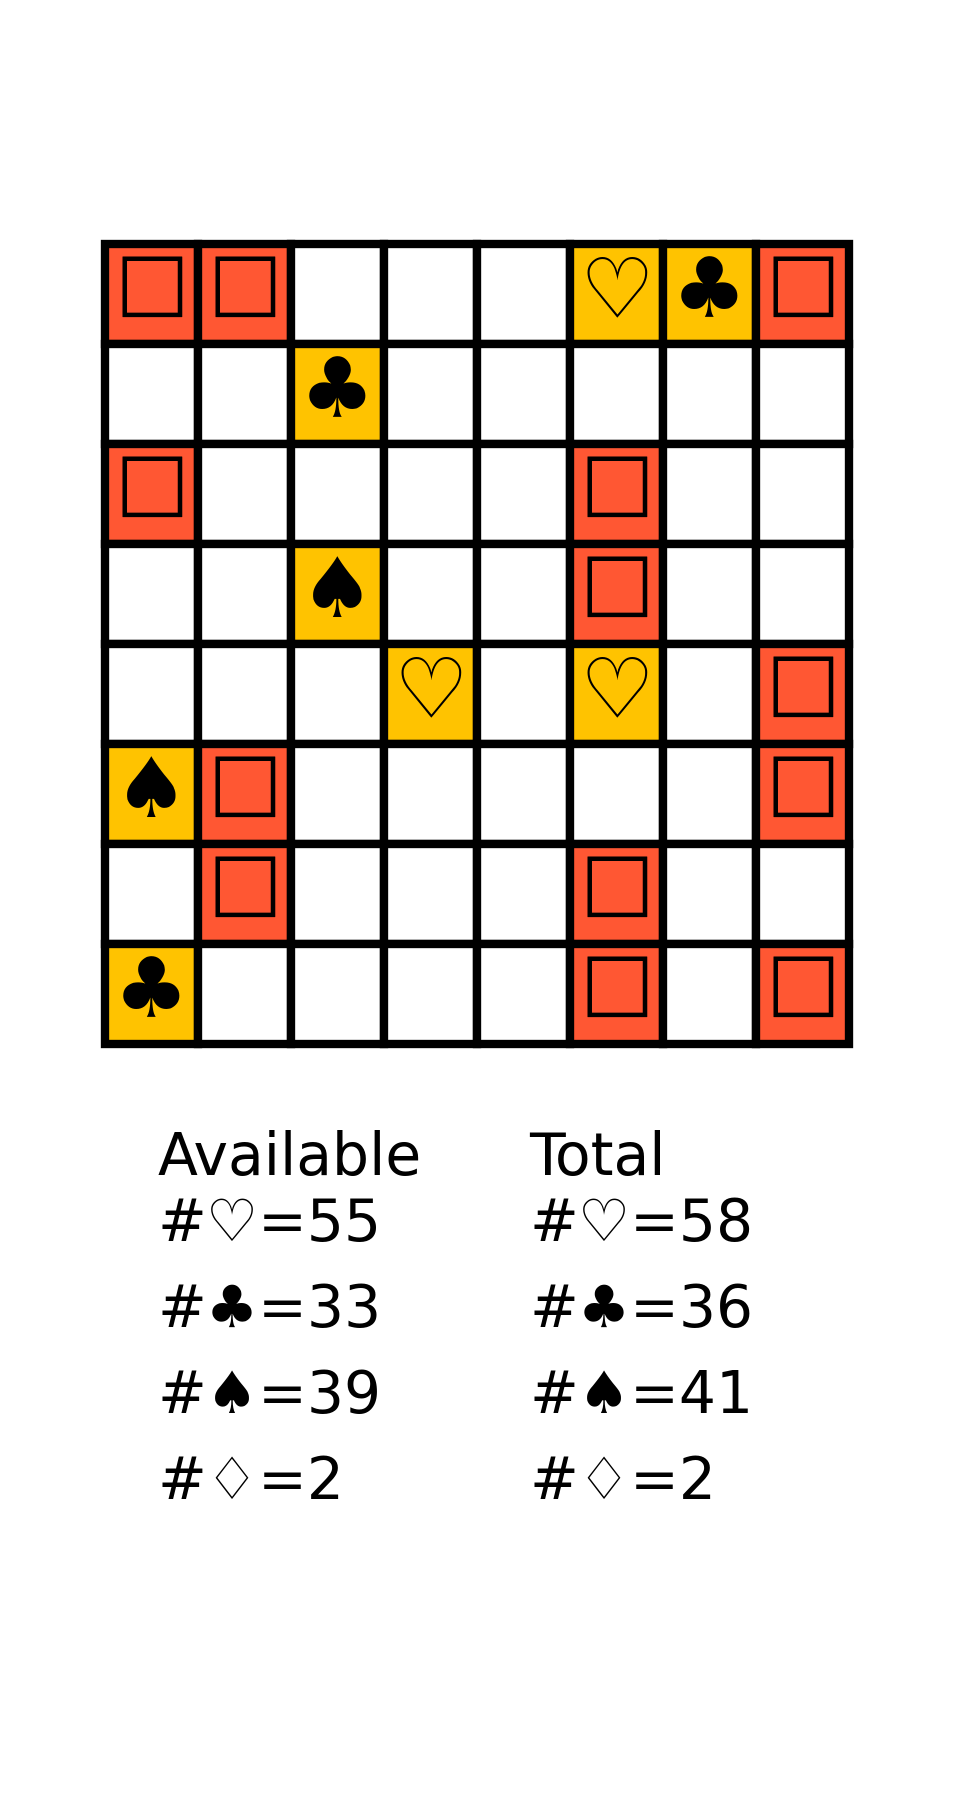 □ □ ♡ ♣ □
♣
□ □
♠ □
♡ ♡ □
♠ □ □
□ □
♣ □ □
Available Total
#♡=55 #♡=58
#♣=33 #♣=36
#♠=39 #♠=41
#♢=2 #♢=2